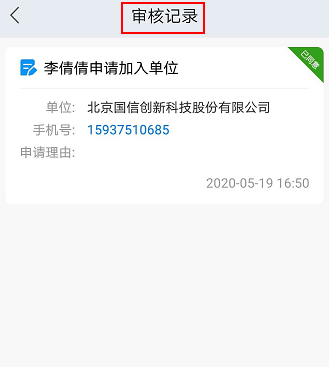 审核记录
已同意
李倩倩申请加入单位
单位: 北京国信创新科技股份有限公司
手机号: 15937510685
申请理由:
2020-05-19 16:50